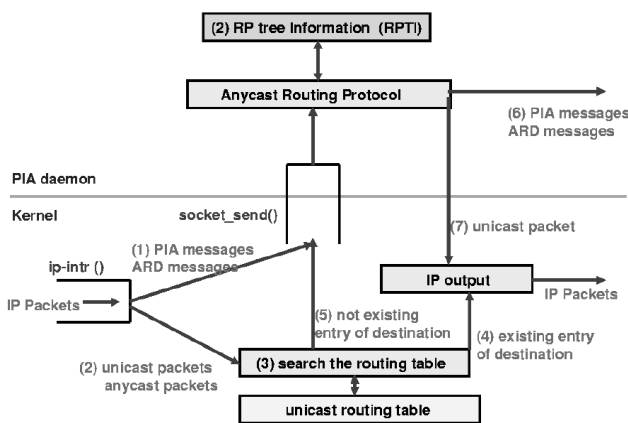 (2) RP tree Information (RPTI)
Anycast Routing Protocol
(6) PIA messages
ARD messages
PIA daemon
Kernel
socket_send()
(7) unicast packet
(1) PIA messages
ARD messages
ip-intr ()
IP output
IP Packets
IP Packets
(5) not existing
entry of destination
(4) existing entry
of destination
(2) unicast packets
anycast packets
(3) search the routing table
unicast routing table